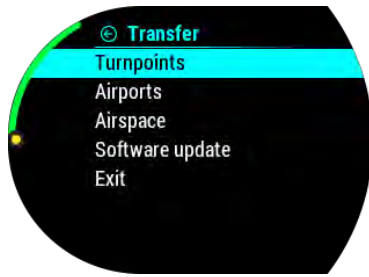 Transfer
Turnpoints
Airports
Airspace
Software update
Exit